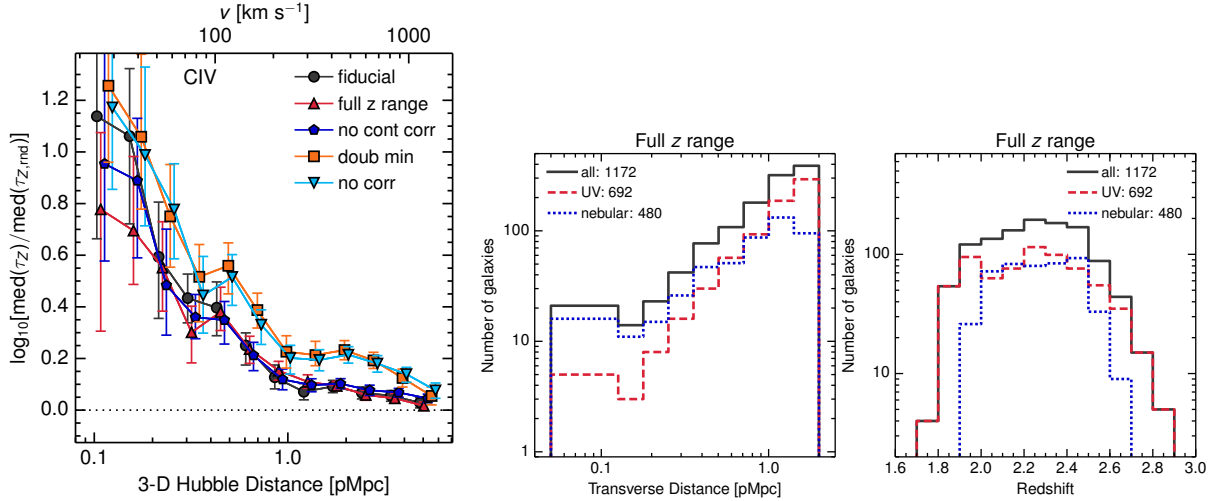 v [km s⁻¹]
100
1000
CIV
fiducial
full z range
no cont corr
doub min
no corr
log₁₀[med(τ_Z)/med(τ_Z,rnd)]
1.2
1.0
0.8
0.6
0.4
0.2
0.0
0.1
1.0
3-D Hubble Distance [pMpc]
Full z range
all: 1172
UV: 692
nebular: 480
Number of galaxies
100
10
1
0.1
1.0
Transverse Distance [pMpc]
Full z range
all: 1172
UV: 692
nebular: 480
Number of galaxies
100
10
1.6
1.8
2.0
2.2
2.4
2.6
2.8
3.0
Redshift